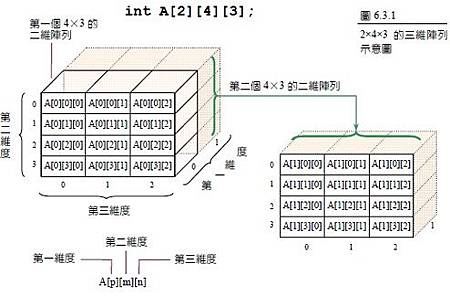 int A[2][4][3];
圖 6.3.1
2×4×3 的三維陣列
示意圖
第一個 4×3 的
二維陣列
第二個 4×3 的二維陣列
第二維度
0 A[0][0][0] A[0][0][1] A[0][0][2]
1 A[0][1][0] A[0][1][1] A[0][1][2]
2 A[0][2][0] A[0][2][1] A[0][2][2]
3 A[0][3][0] A[0][3][1] A[0][3][2]
0 1 2
第三維度
0
1
第一維度
0 A[1][0][0] A[1][0][1] A[1][0][2]
1 A[1][1][0] A[1][1][1] A[1][1][2]
2 A[1][2][0] A[1][2][1] A[1][2][2]
3 A[1][3][0] A[1][3][1] A[1][3][2]
1
0 1 2
第二維度
第一維度 第三維度
A[p][m][n]